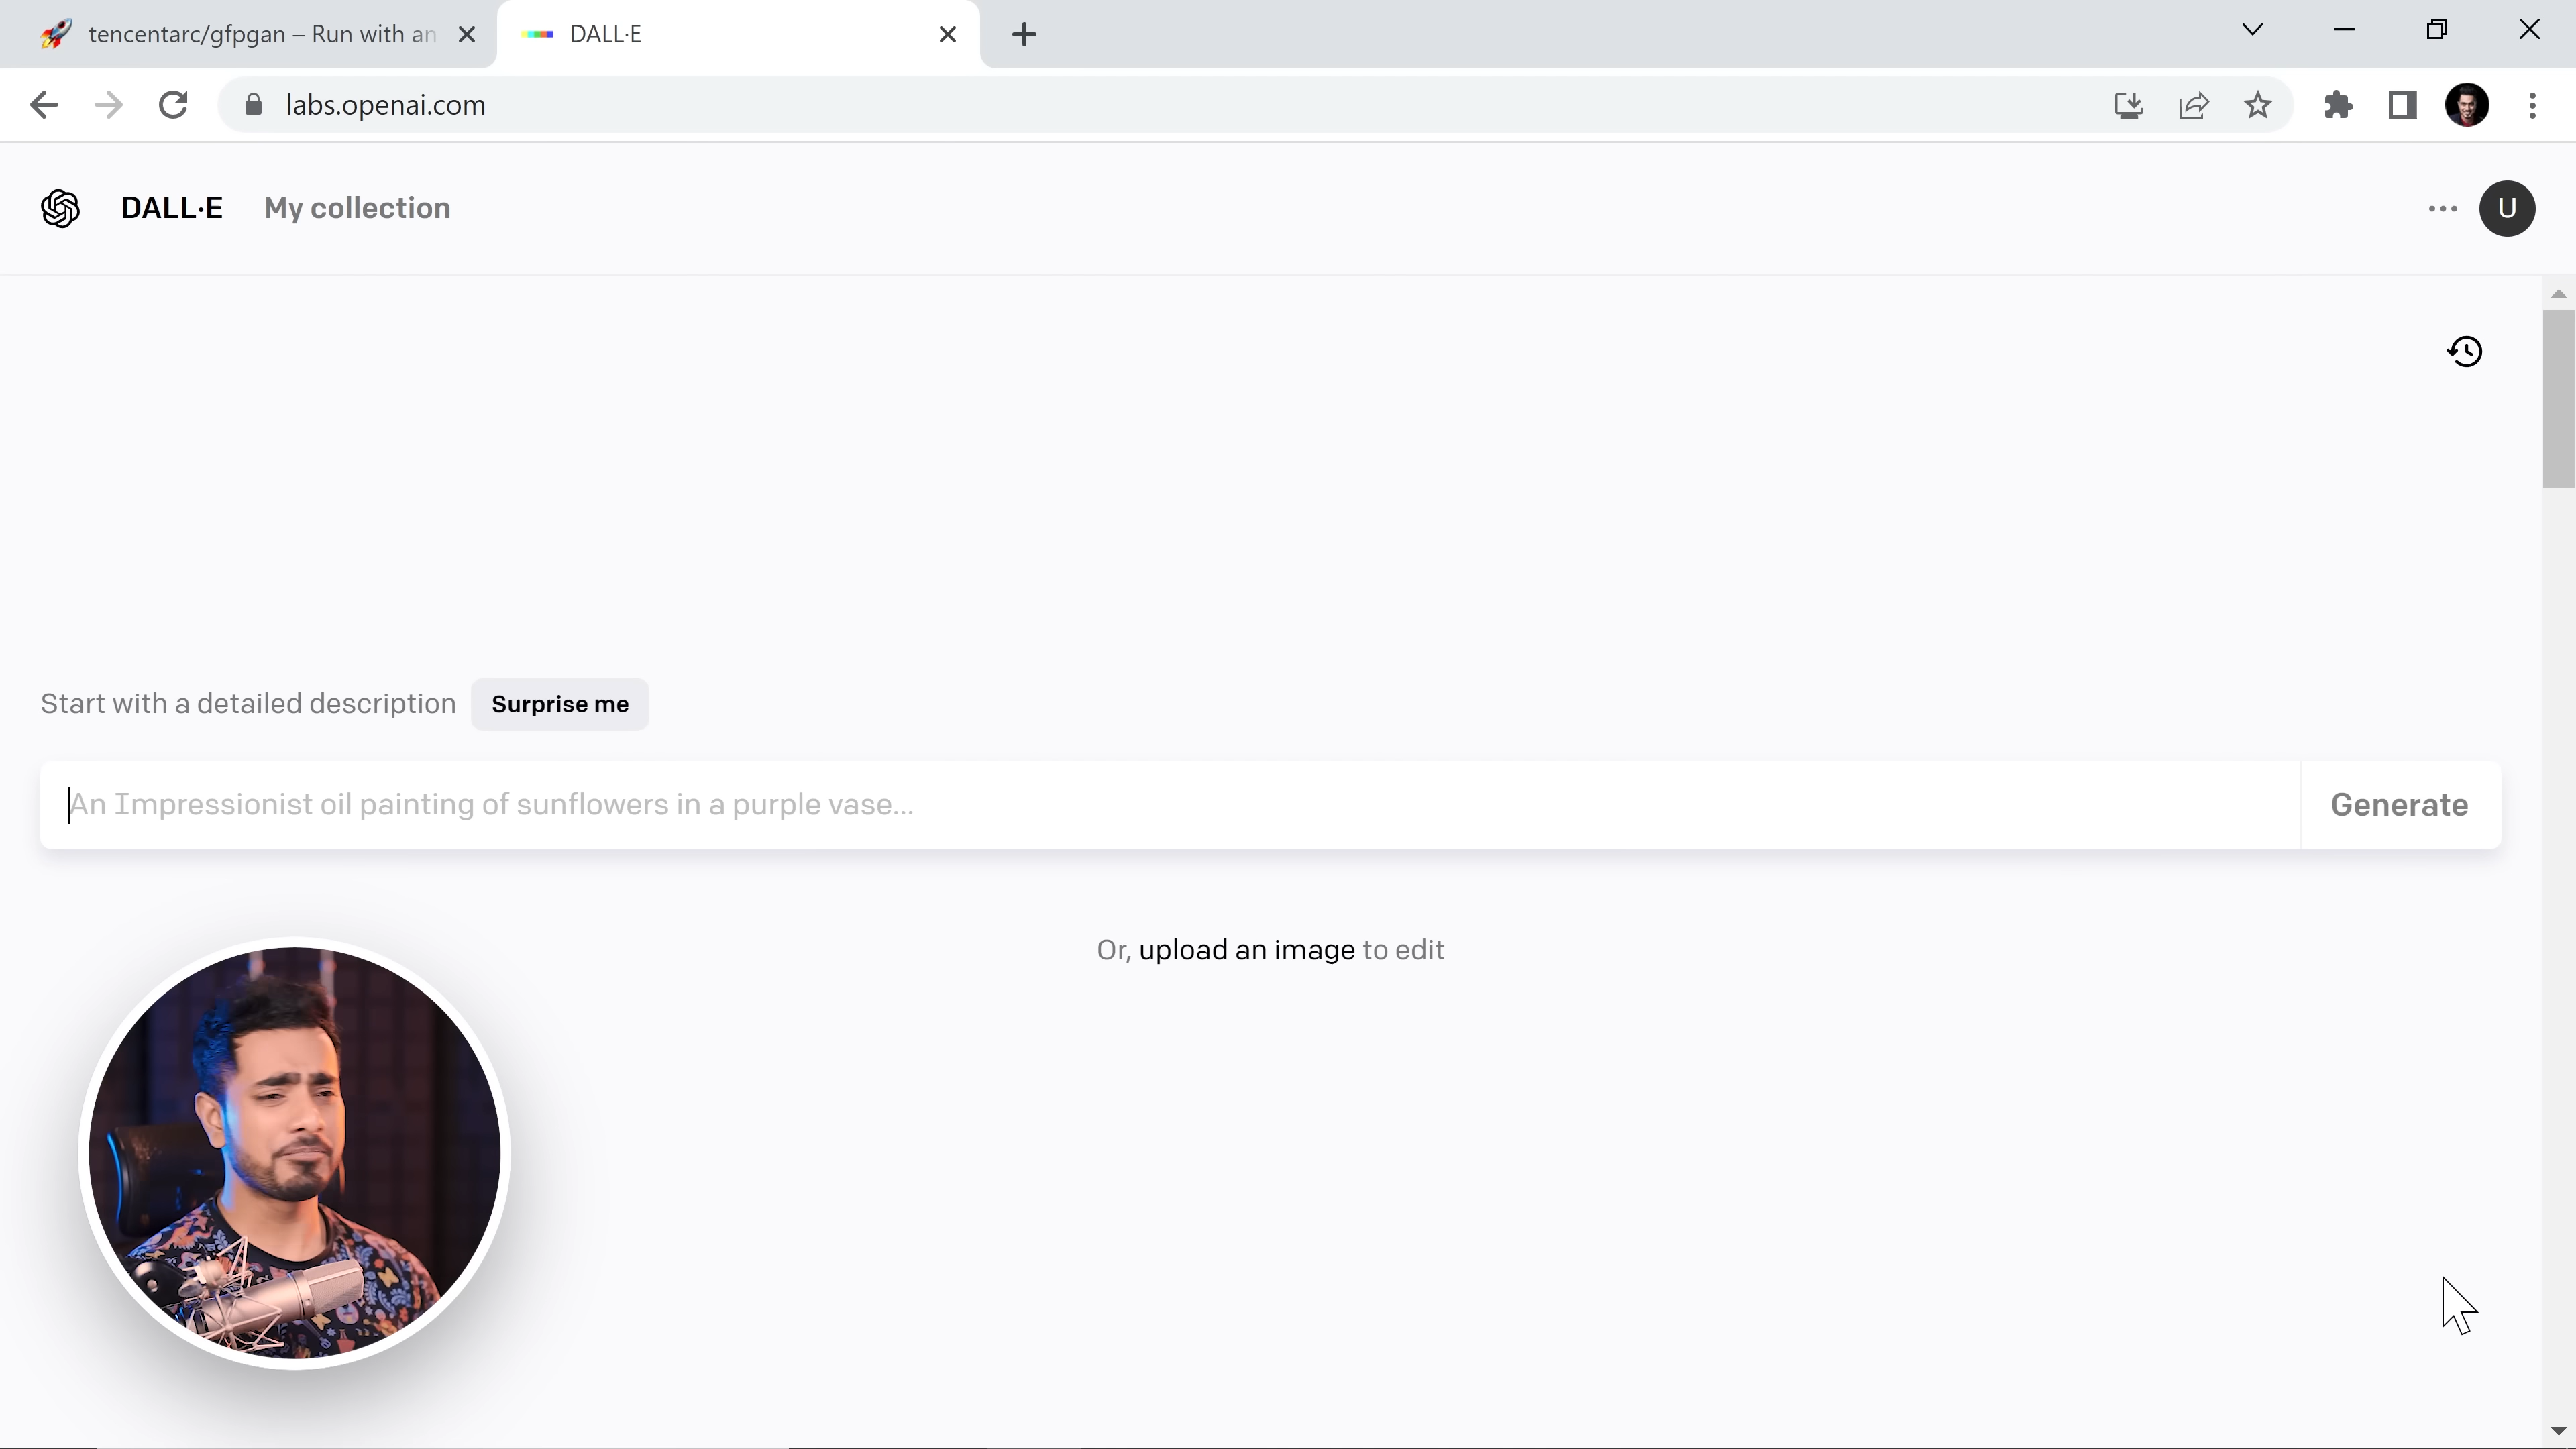 tencentarc/gfpgan – Run with an
DALL·E
labs.openai.com
DALL·E
My collection
U
Start with a detailed description
Surprise me
An Impressionist oil painting of sunflowers in a purple vase...
Generate
Or, upload an image to edit